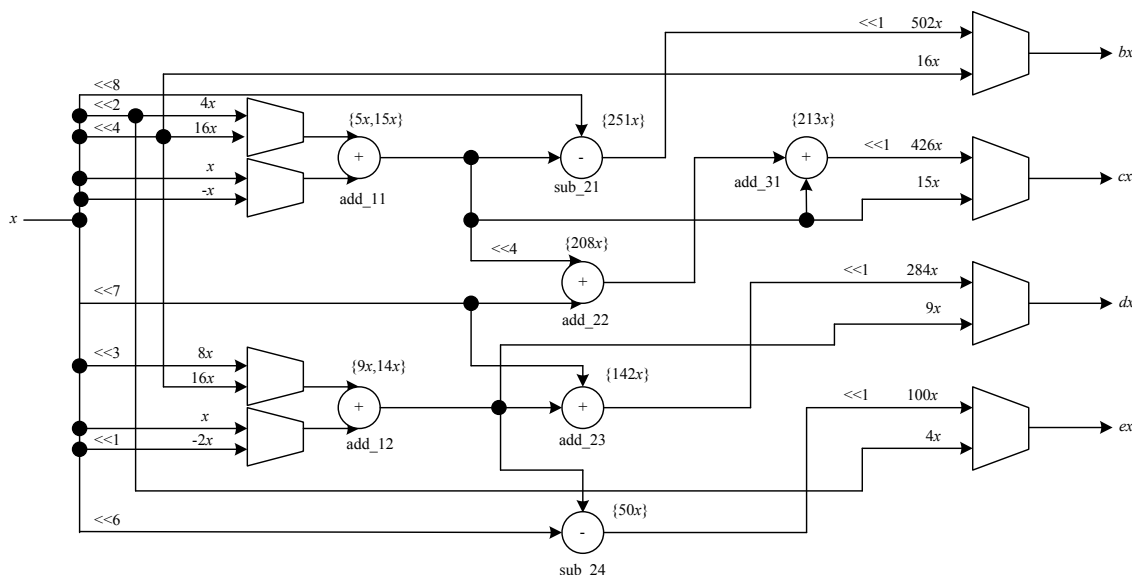 <<1 502x
bx
16x
<<8
<<2 4x
{5x,15x}
{251x}
{213x}
<<4 16x
+
-
+
<<1 426x
x
cx
-x
add_11
sub_21
add_31
15x
x
<<4
{208x}
+
<<1 284x
<<7
add_22
dx
9x
<<3 8x
{9x,14x}
{142x}
16x
+
+
<<1 100x
x
ex
<<1 -2x
add_12
add_23
4x
{50x}
<<6
-
sub_24